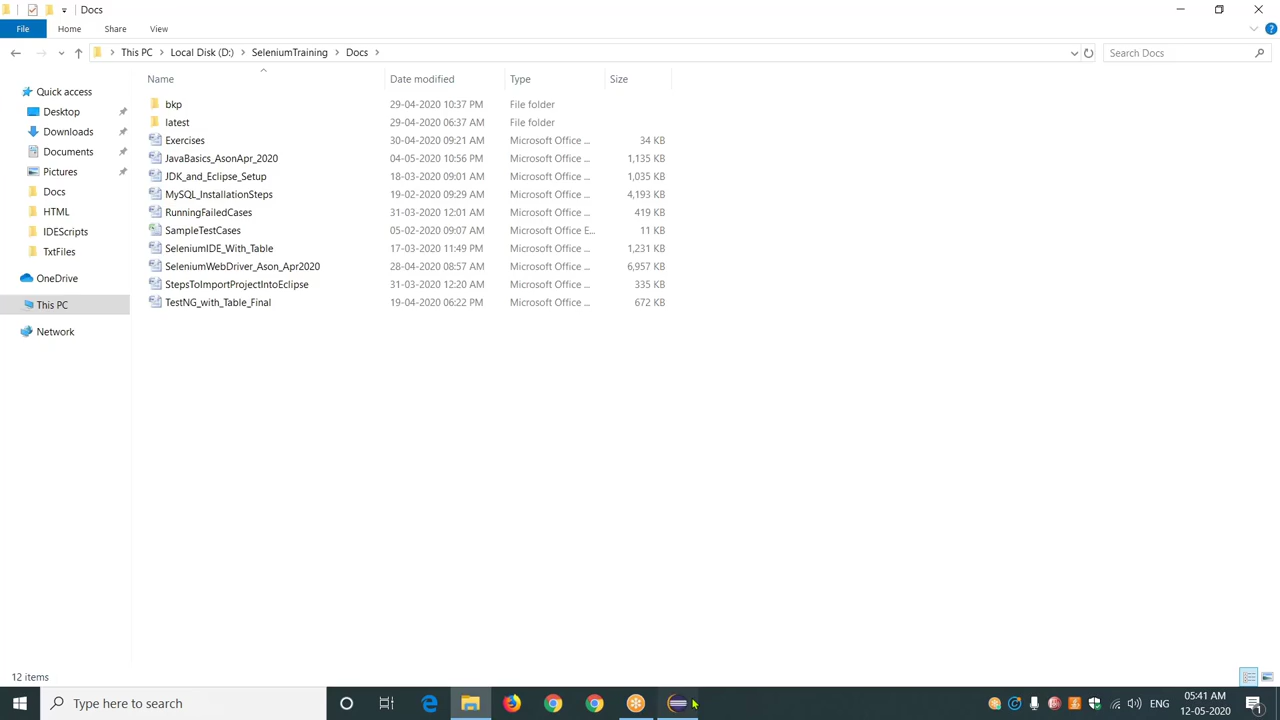 Docs
File Home Share View
This PC Local Disk (D:) SeleniumTraining Docs Search Docs
Name Date modified Type Size
Quick access
Desktop
Downloads
Documents
Pictures
Docs
HTML
IDEScripts
TxtFiles
OneDrive
This PC
Network
bkp 29-04-2020 10:37 PM File folder
latest 29-04-2020 06:37 AM File folder
Exercises 30-04-2020 09:21 AM Microsoft Office ... 34 KB
JavaBasics_AsonApr_2020 04-05-2020 10:56 PM Microsoft Office ... 1,135 KB
JDK_and_Eclipse_Setup 18-03-2020 09:01 AM Microsoft Office ... 1,035 KB
MySQL_InstallationSteps 19-02-2020 09:29 AM Microsoft Office ... 4,193 KB
RunningFailedCases 31-03-2020 12:01 AM Microsoft Office ... 419 KB
SampleTestCases 05-02-2020 09:07 AM Microsoft Office E... 11 KB
SeleniumIDE_With_Table 17-03-2020 11:49 PM Microsoft Office ... 1,231 KB
SeleniumWebDriver_Ason_Apr2020 28-04-2020 08:57 AM Microsoft Office ... 6,957 KB
StepsToImportProjectIntoEclipse 31-03-2020 12:20 AM Microsoft Office ... 335 KB
TestNG_with_Table_Final 19-04-2020 06:22 PM Microsoft Office ... 672 KB
12 items
Type here to search
ENG
05:41 AM
12-05-2020